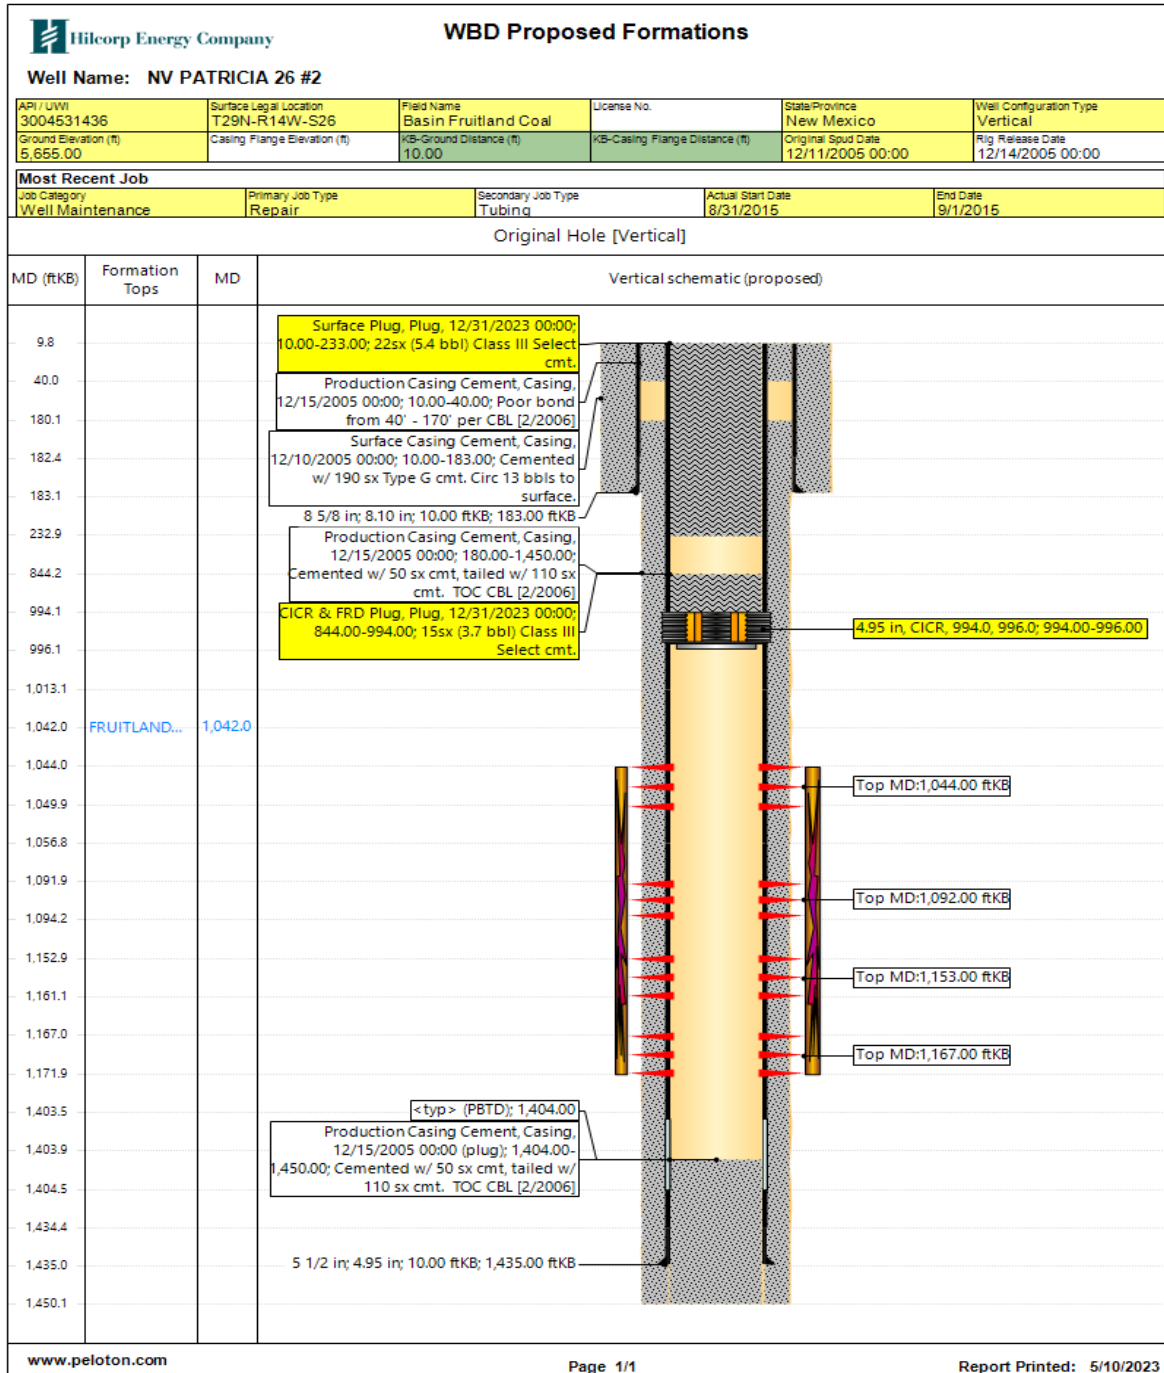 Hilcorp Energy Company
WBD Proposed Formations
Well Name: NV PATRICIA 26 #2
API / UWI
3004531436
Surface Legal Location
T29N-R14W-S26
Field Name
Basin Fruitland Coal
License No.
State/Province
New Mexico
Well Configuration Type
Vertical
Ground Elevation (ft)
5,655.00
Casing Flange Elevation (ft)
KB-Ground Distance (ft)
10.00
KB-Casing Flange Distance (ft)
Original Spud Date
12/11/2005 00:00
Rig Release Date
12/14/2005 00:00
Most Recent Job
Job Category
Well Maintenance
Primary Job Type
Repair
Secondary Job Type
Tubing
Actual Start Date
8/31/2015
End Date
9/1/2015
Original Hole [Vertical]
MD (ftKB)
Formation
Tops
MD
Vertical schematic (proposed)
9.8
40.0
180.1
182.4
183.1
232.9
844.2
994.1
996.1
1,013.1
1,042.0
1,044.0
1,049.9
1,056.8
1,091.9
1,094.2
1,152.9
1,161.1
1,167.0
1,171.9
1,403.5
1,403.9
1,404.5
1,434.4
1,435.0
1,450.1
FRUITLAND...
1,042.0
Surface Plug, Plug, 12/31/2023 00:00;
10.00-233.00; 22sx (5.4 bbl) Class III Select
cmt.
Production Casing Cement, Casing,
12/15/2005 00:00; 10.00-40.00; Poor bond
from 40' - 170' per CBL [2/2006]
Surface Casing Cement, Casing,
12/10/2005 00:00; 10.00-183.00; Cemented
w/ 190 sx Type G cmt. Circ 13 bbls to
surface.
8 5/8 in; 8.10 in; 10.00 ftKB; 183.00 ftKB
Production Casing Cement, Casing,
12/15/2005 00:00; 180.00-1,450.00;
Cemented w/ 50 sx cmt, tailed w/ 110 sx
cmt. TOC CBL [2/2006]
CICR & FRD Plug, Plug, 12/31/2023 00:00;
844.00-994.00; 15sx (3.7 bbl) Class III
Select cmt.
4.95 in, CICR, 994.0, 996.0; 994.00-996.00
Top MD:1,044.00 ftKB
Top MD:1,092.00 ftKB
Top MD:1,153.00 ftKB
Top MD:1,167.00 ftKB
<typ> (PBTD); 1,404.00
Production Casing Cement, Casing,
12/15/2005 00:00 (plug); 1,404.00-
1,450.00; Cemented w/ 50 sx cmt, tailed w/
110 sx cmt. TOC CBL [2/2006]
5 1/2 in; 4.95 in; 10.00 ftKB; 1,435.00 ftKB
www.peloton.com
Page 1/1
Report Printed: 5/10/2023